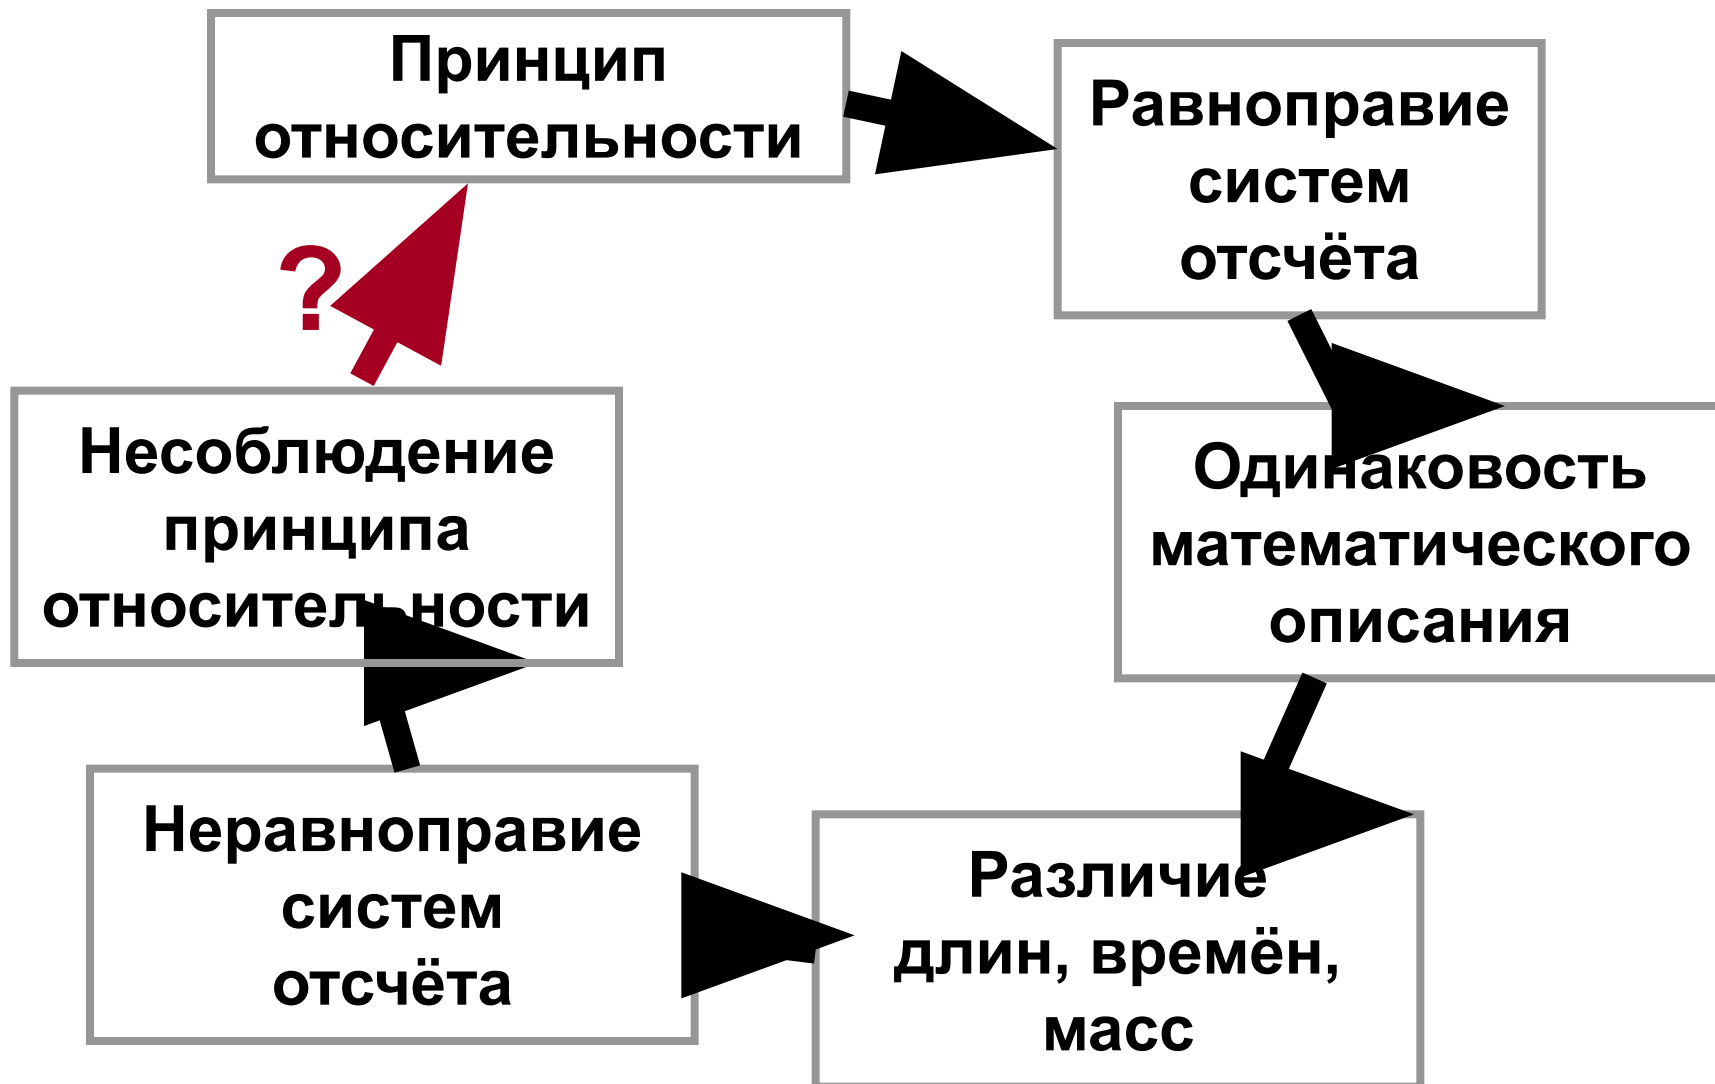 Принцип
относительности
Равноправие
систем
отсчёта
?
Несоблюдение
принципа
относительности
Одинаковость
математического
описания
Неравноправие
систем
отсчёта
Различие
длин, времён,
масс